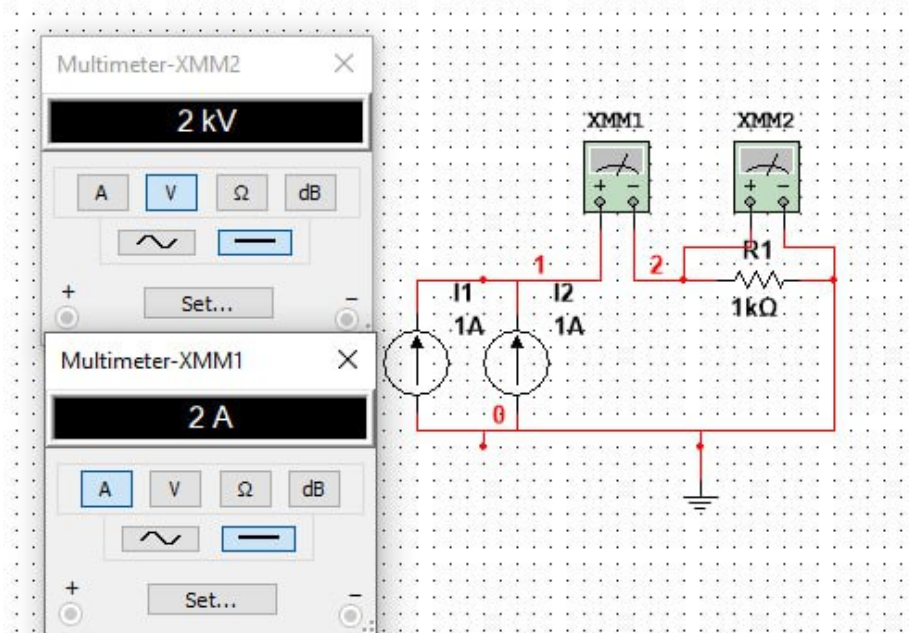 Multimeter-XMM2
2 kV
A V Ω dB
+ Set... −
Multimeter-XMM1
2 A
A V Ω dB
+ Set... −
XMM1 XMM2
+ − + −
R1
1 2
I1 I2
1kΩ
1A 1A
0